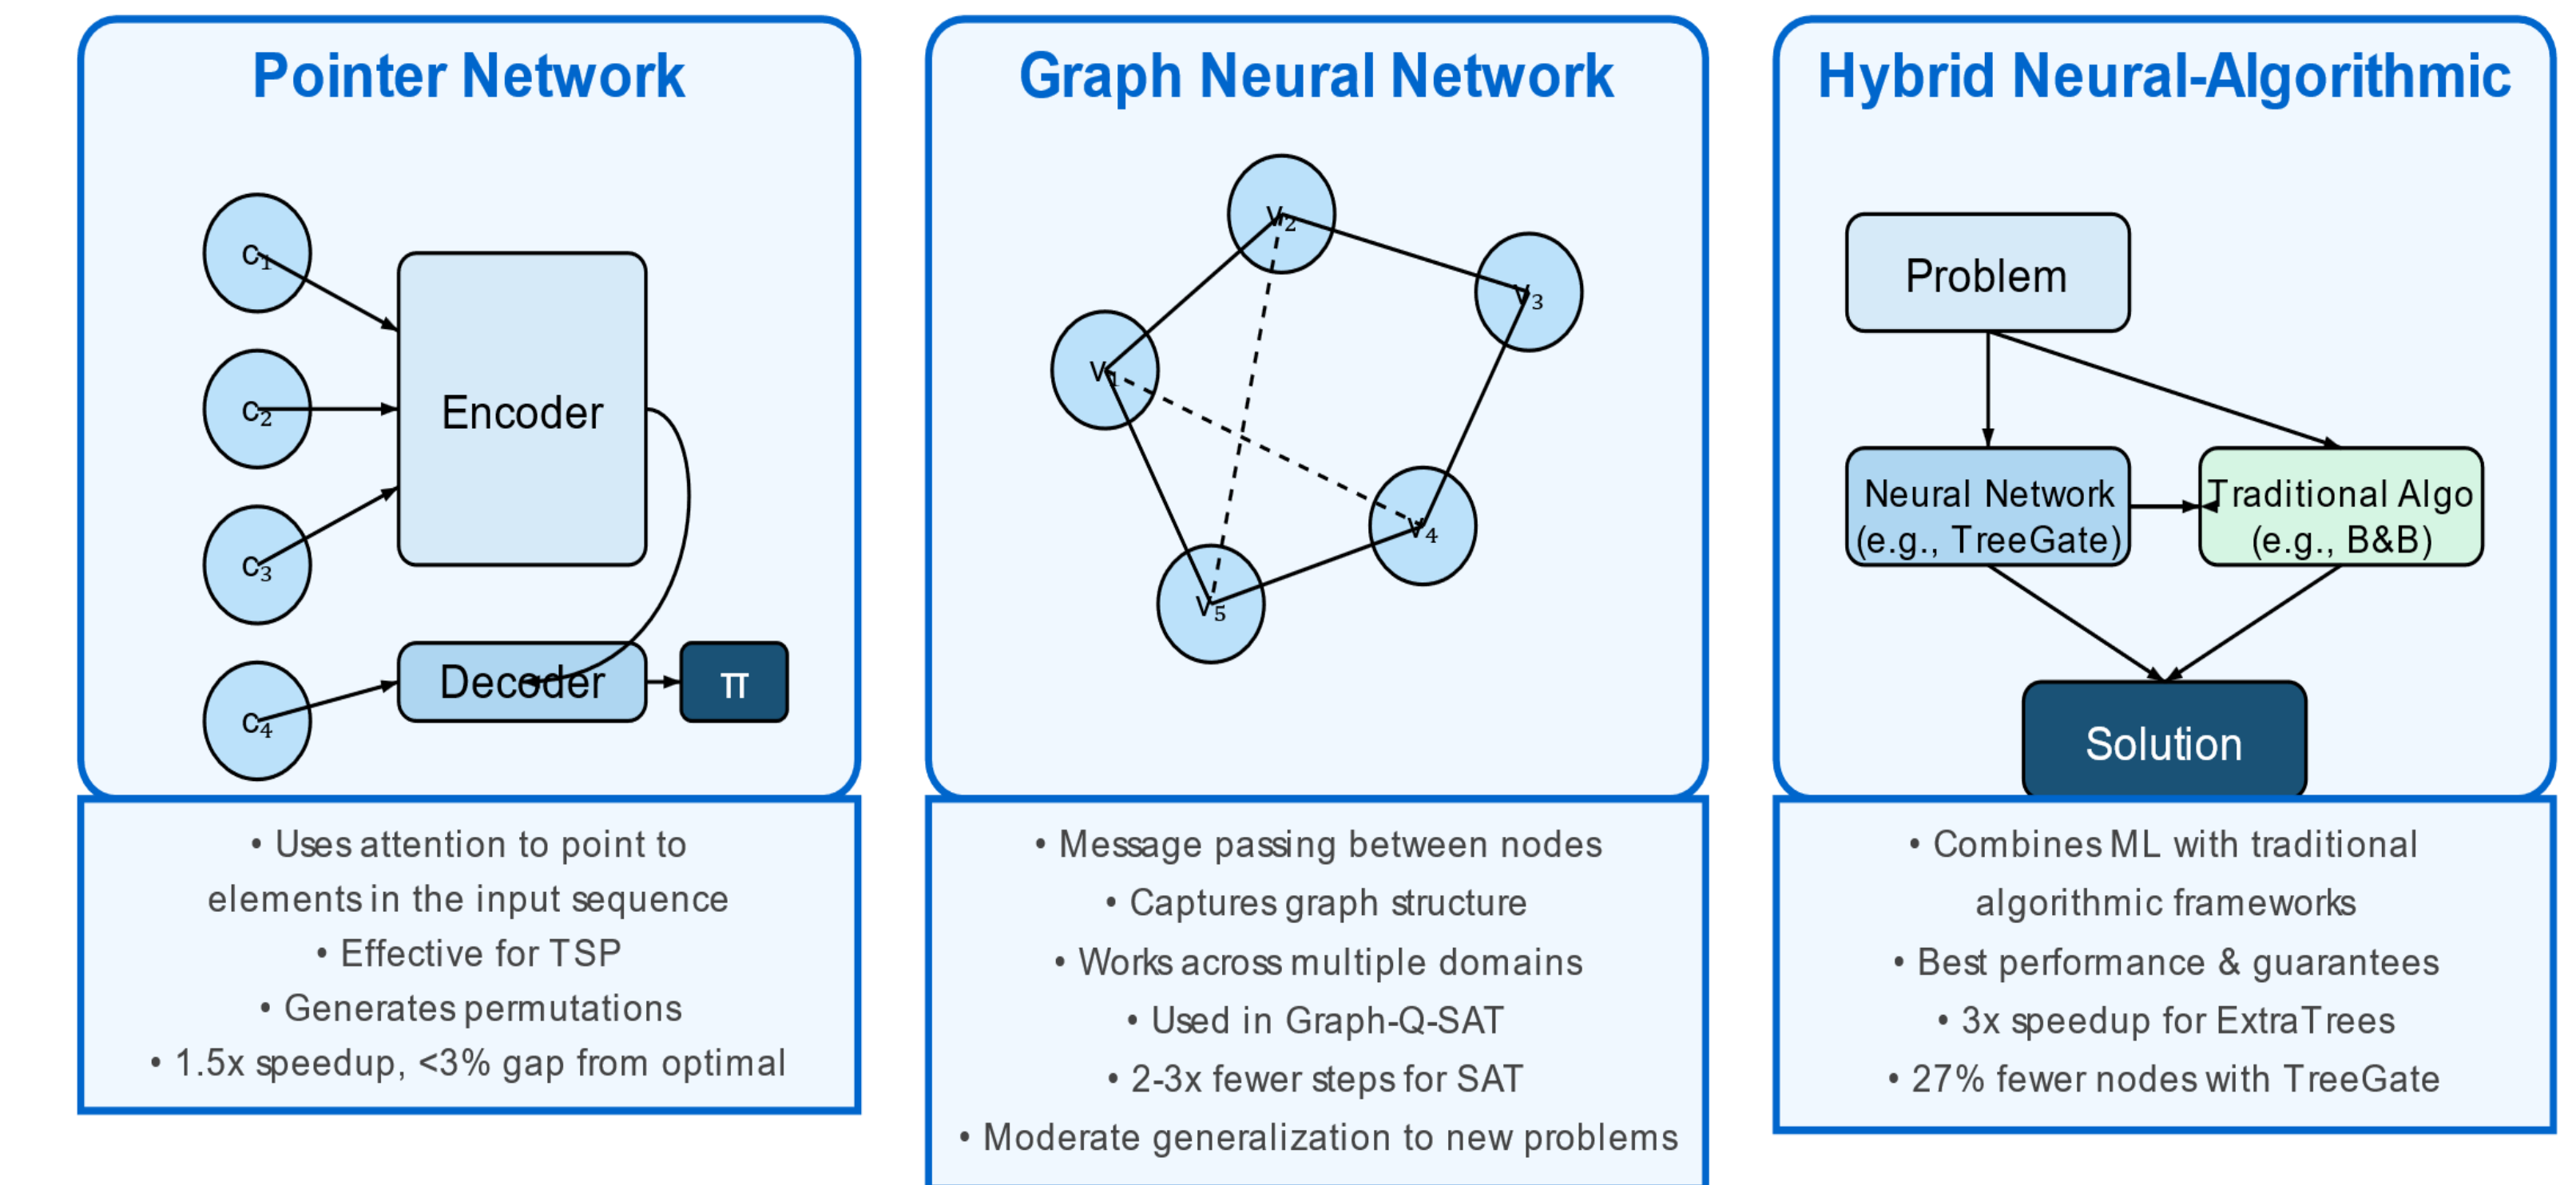 Pointer Network
c₁
c₂
c₃
c₄
Encoder
Decoder
π
• Uses attention to point to
elements in the input sequence
• Effective for TSP
• Generates permutations
• 1.5x speedup, <3% gap from optimal
Graph Neural Network
v₂
v₃
v₁
v₄
v₅
• Message passing between nodes
• Captures graph structure
• Works across multiple domains
• Used in Graph-Q-SAT
• 2-3x fewer steps for SAT
• Moderate generalization to new problems
Hybrid Neural-Algorithmic
Problem
Neural Network
(e.g., TreeGate)
Traditional Algo
(e.g., B&B)
Solution
• Combines ML with traditional
algorithmic frameworks
• Best performance & guarantees
• 3x speedup for ExtraTrees
• 27% fewer nodes with TreeGate